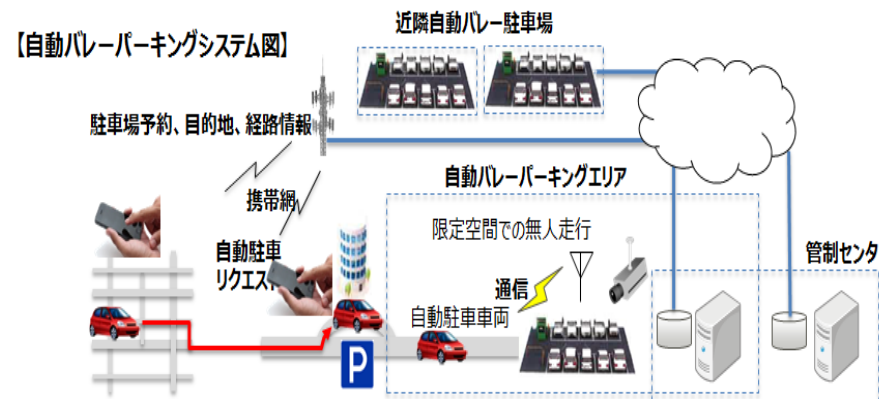 【自動バレーパーキングシステム図】
近隣自動バレー駐車場
駐車場予約、目的地、経路情報
携帯網
自動バレーパーキングエリア
限定空間での無人走行
自動駐車
リクエスト
通信
自動駐車車両
管制センタ
P